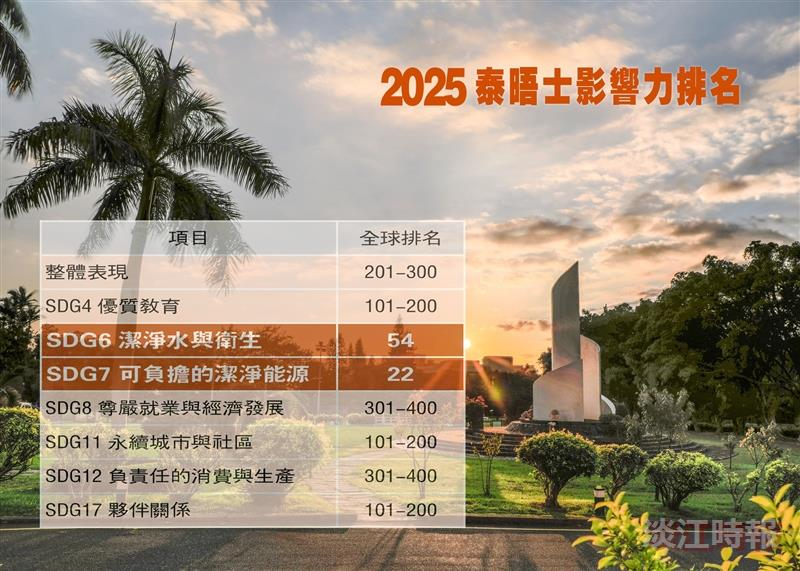 2025 泰晤士影響力排名
項目 全球排名
整體表現 201-300
SDG4 優質教育 101-200
SDG6 潔淨水與衛生 54
SDG7 可負擔的潔淨能源 22
SDG8 尊嚴就業與經濟發展 301-400
SDG11 永續城市與社區 101-200
SDG12 負責任的消費與生產 301-400
SDG17 夥伴關係 101-200
淡江時報